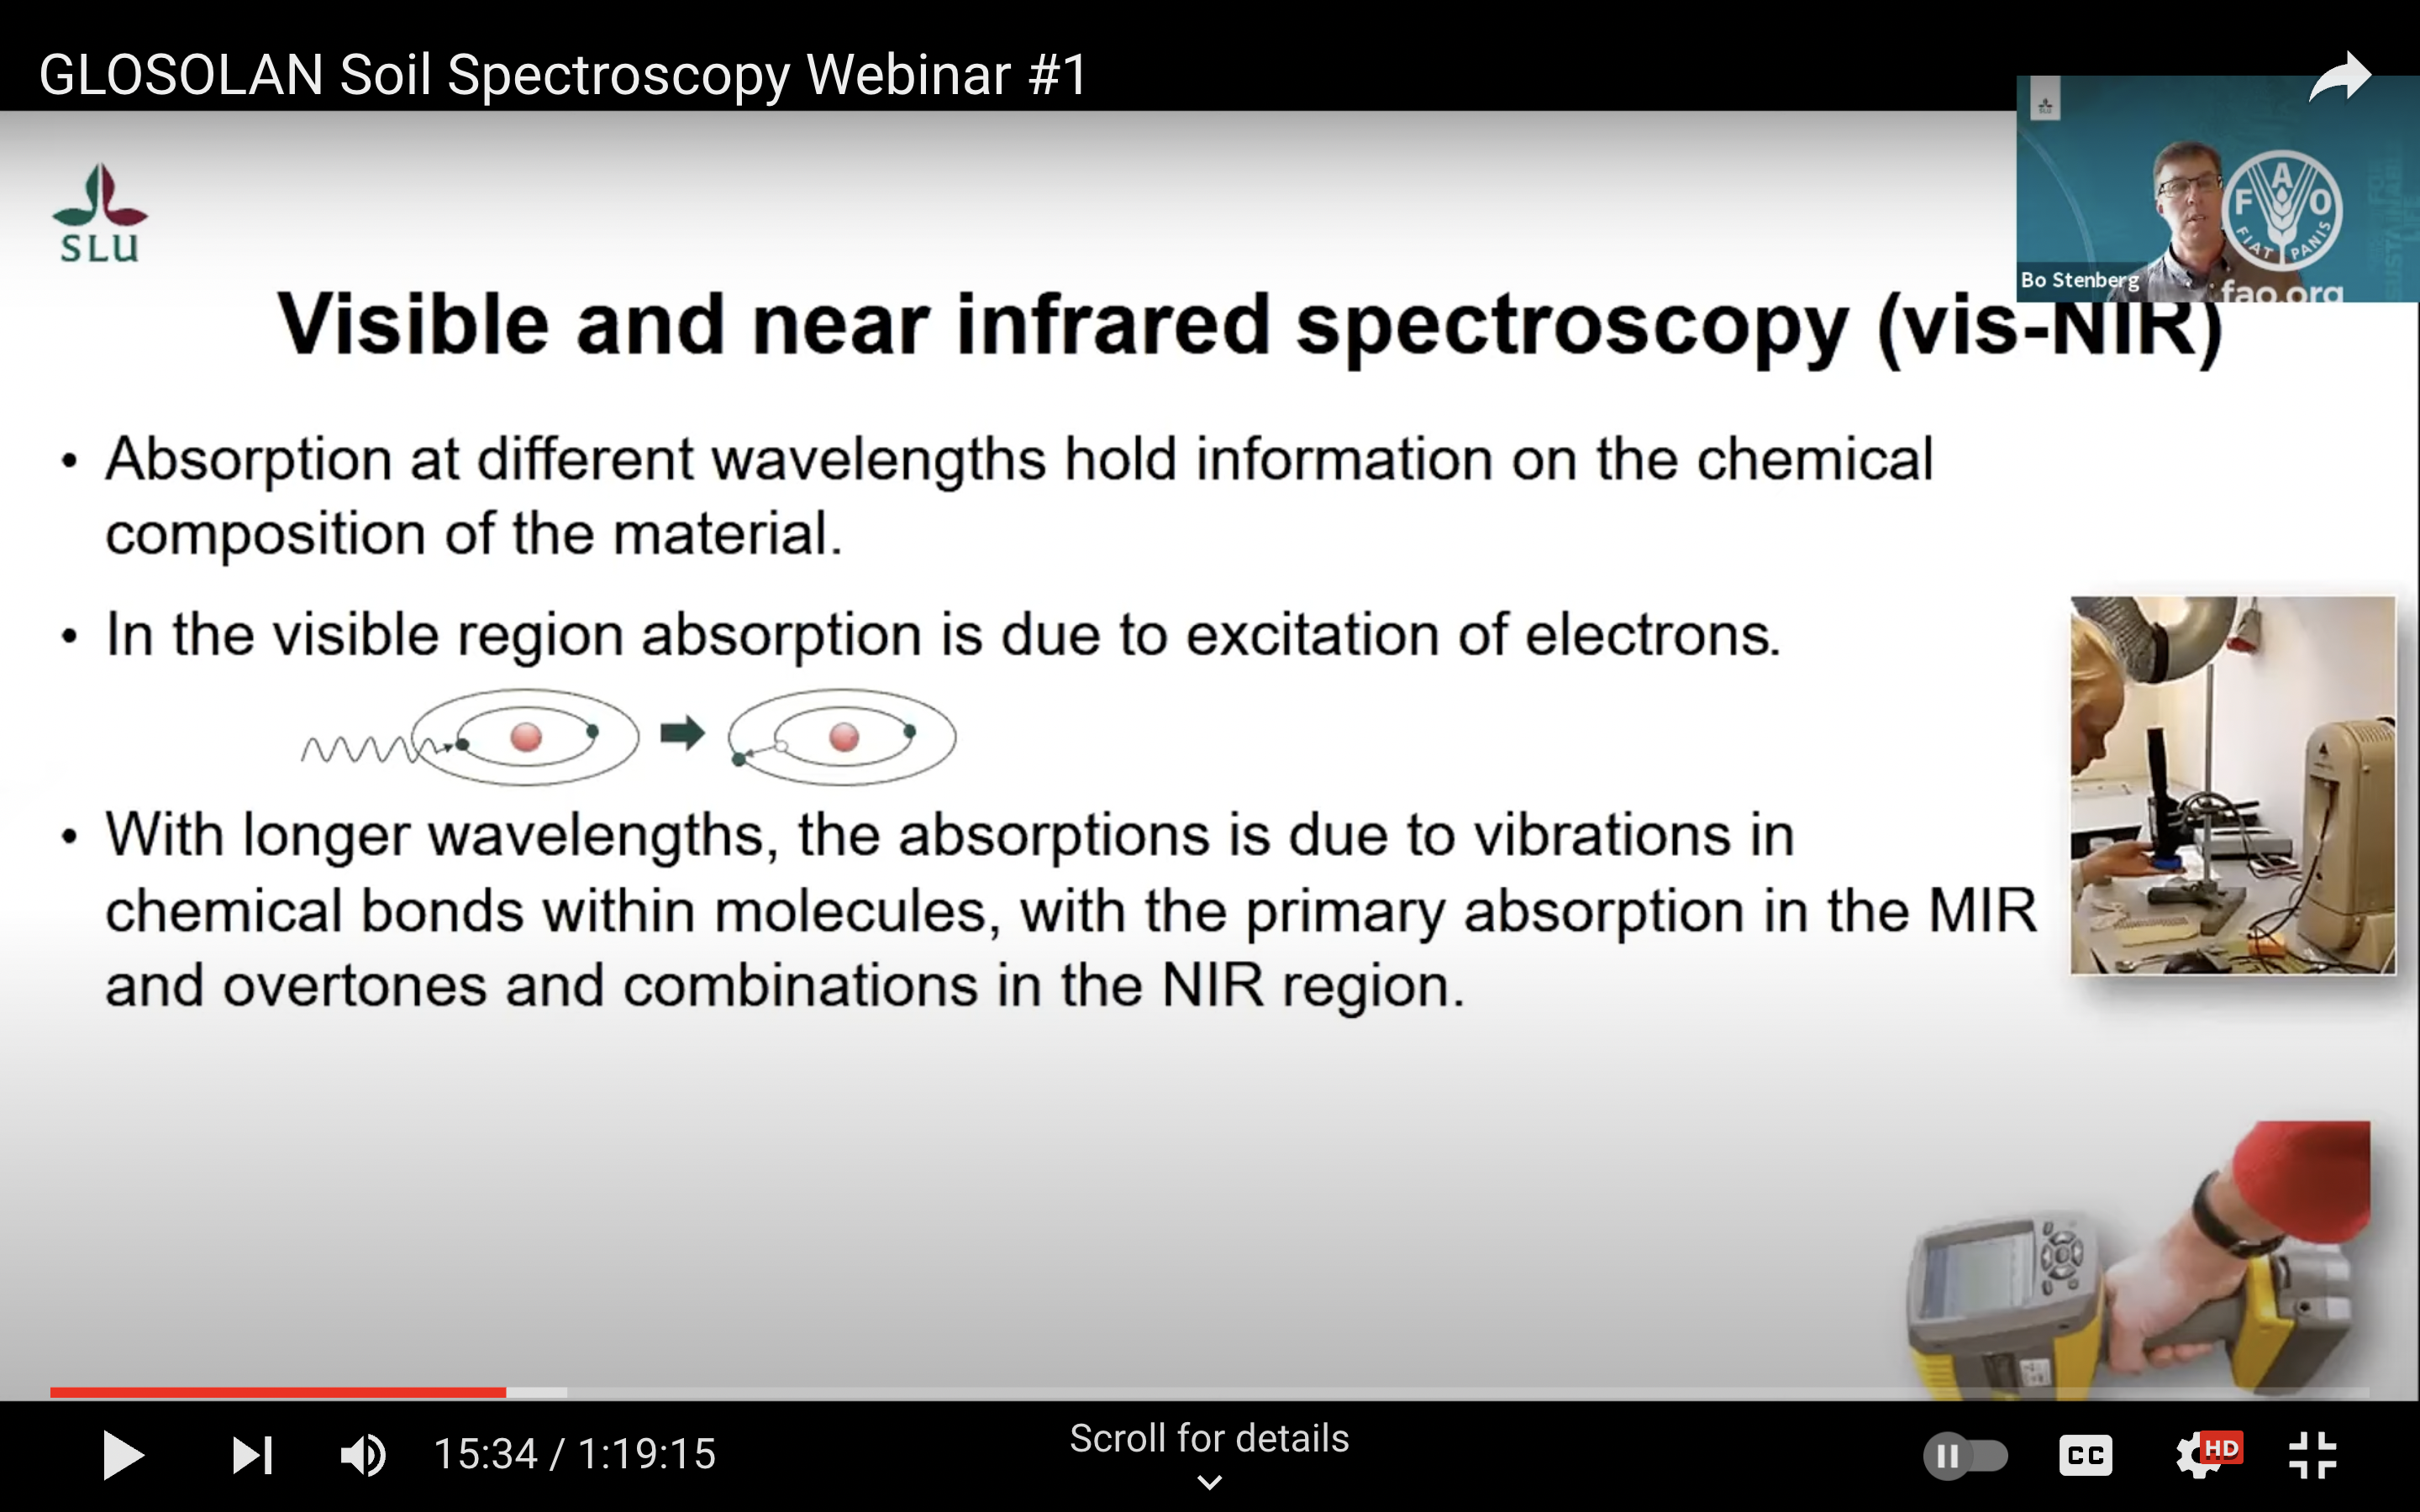 GLOSOLAN Soil Spectroscopy Webinar #1
SLU
SLU
FAO
FIAT PANIS
Bo Stenberg
fao.org
Visible and near infrared spectroscopy (vis-NIR)
• Absorption at different wavelengths hold information on the chemical
composition of the material.
• In the visible region absorption is due to excitation of electrons.
• With longer wavelengths, the absorptions is due to vibrations in
chemical bonds within molecules, with the primary absorption in the MIR
and overtones and combinations in the NIR region.
15:34 / 1:19:15
Scroll for details
CC
HD